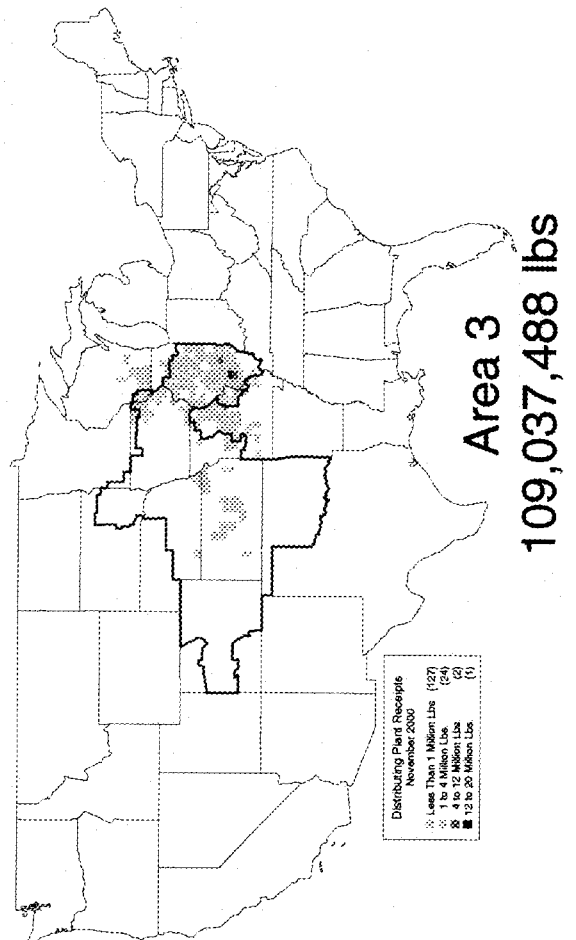 Area 3
109,037,488 lbs
Distributing Plant Receipts
November 2000
Less Than 1 Million Lbs (127)
1 to 4 Million Lbs. (24)
4 to 12 Million Lbs (2)
12 to 20 Million Lbs. (1)